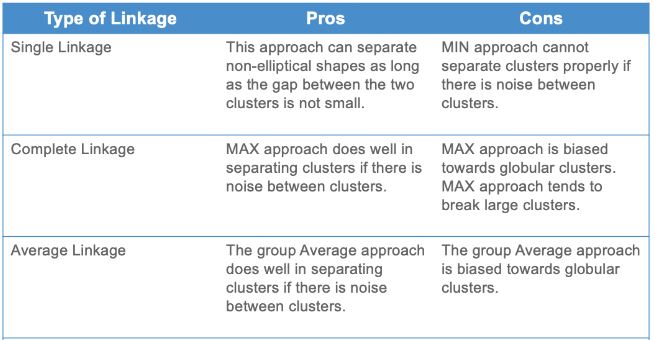 Type of Linkage Pros Cons
Single Linkage
This approach can separate
non-elliptical shapes as long
as the gap between the two
clusters is not small.
MIN approach cannot
separate clusters properly if
there is noise between
clusters.
Complete Linkage
MAX approach does well in
separating clusters if there is
noise between clusters.
MAX approach is biased
towards globular clusters.
MAX approach tends to
break large clusters.
Average Linkage
The group Average approach
does well in separating
clusters if there is noise
between clusters.
The group Average approach
is biased towards globular
clusters.